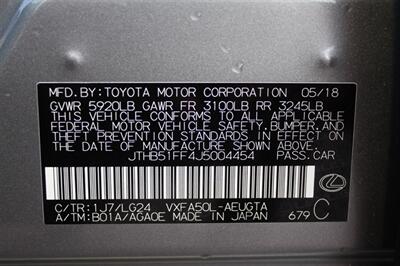 MFD.BY:TOYOTA MOTOR CORPORATION 05/18
GVWR 5920LB GAWR FR 3100LB RR 3245LB
THIS VEHICLE CONFORMS TO ALL APPLICABLE
FEDERAL MOTOR VEHICLE SAFETY, BUMPER, AND
THEFT PREVENTION STANDARDS IN EFFECT ON
THE DATE OF MANUFACTURE SHOWN ABOVE.
JTHB51FF4J5004454 PASS.CAR
C/TR:1J7/LG24 VXFA50L-AEUGTA
A/TM:B01A/AGA0E MADE IN JAPAN 679 C